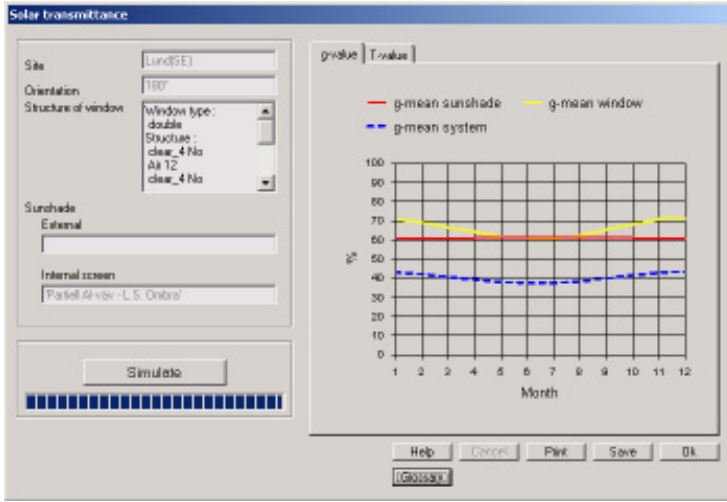 Solar transmittance
Site
Lund(SE)
Orientation
180°
Structure of window
Window type :
double
Structure :
clear_4 No
Air 12
clear_4 No
Sunshade
External
Internal screen
'Partiell Al-väv - L.S. Ombra'
Simulate
g-value T-value
g-mean sunshade g-mean window
g-mean system
100
90
80
70
60
50
40
30
20
10
0
%
1 2 3 4 5 6 7 8 9 10 11 12
Month
Help Cancel Print Save Ok
Glossary